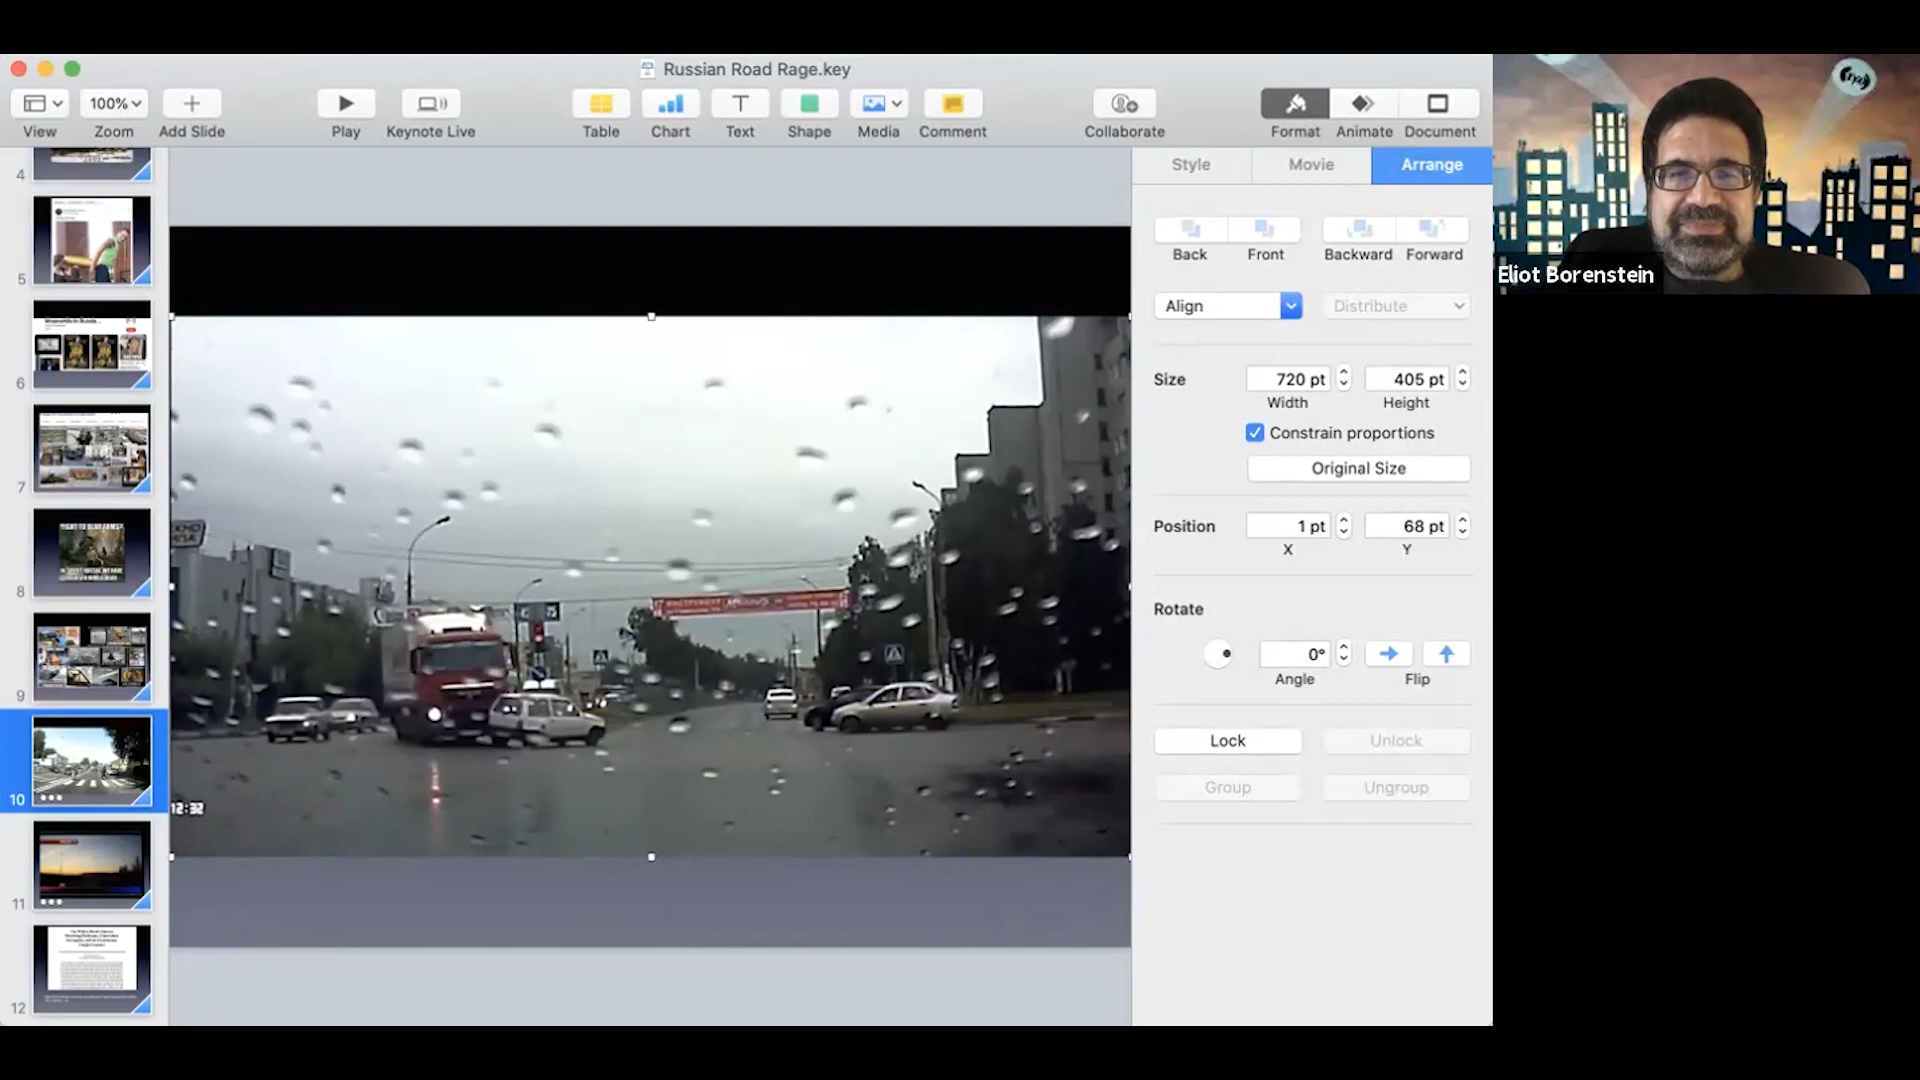 Russian Road Rage.key
100%
View
Zoom
Add Slide
Play
Keynote Live
Table
Chart
Text
Shape
Media
Comment
Collaborate
Format
Animate
Document
Style
Movie
Arrange
Back
Front
Backward
Forward
Align
Distribute
Size
720 pt
405 pt
Width
Height
Constrain proportions
Original Size
Position
1 pt
68 pt
X
Y
Rotate
0°
Angle
Flip
Lock
Unlock
Group
Ungroup
4
5
6
7
8
9
10
11
12
ИНСТРУМЕНТ
12:32
Eliot Borenstein